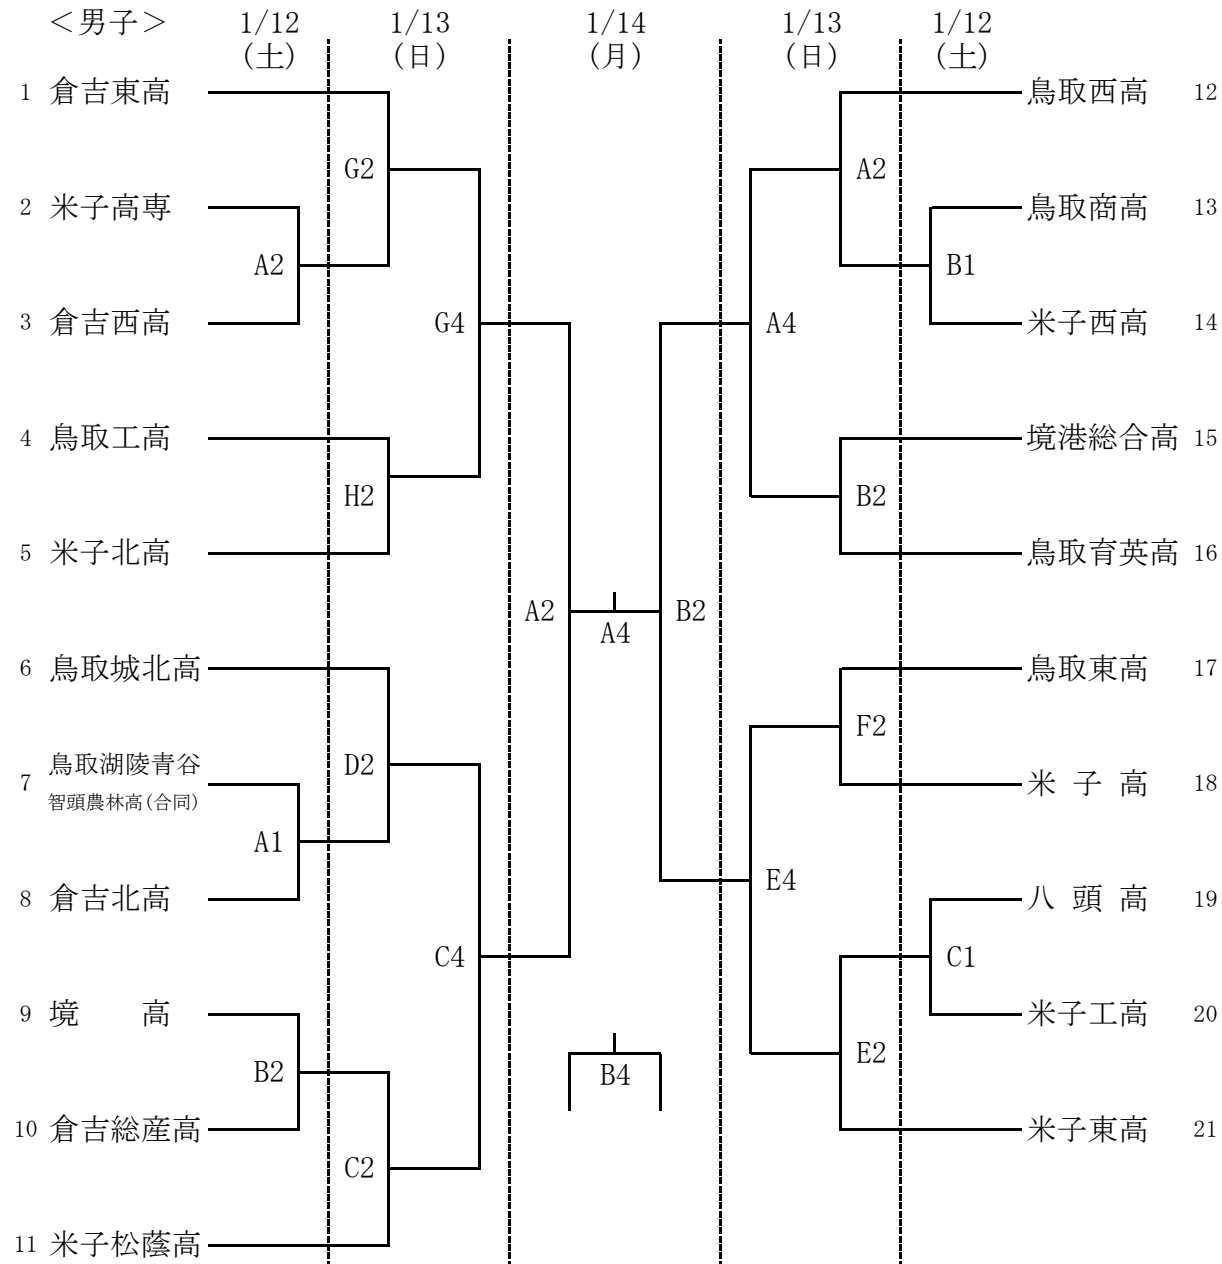 ＜男子＞ 1/12 1/13 1/14 1/13 1/12
(土) (日) (月) (日) (土)
1 倉吉東高 鳥取西高 12
G2 A2
2 米子高専 鳥取商高 13
A2 B1
3 倉吉西高 G4 A4 米子西高 14
4 鳥取工高 境港総合高 15
H2 B2
5 米子北高 鳥取育英高 16
A2 A4 B2
6 鳥取城北高 鳥取東高 17
F2
鳥取湖陵青谷 D2
7 米子高 18
智頭農林高(合同)
A1
E4
8 倉吉北高 八頭高 19
C4 C1
9 境 高 米子工高 20
B2 B4 E2
10 倉吉総産高 米子東高 21
C2
11 米子松蔭高